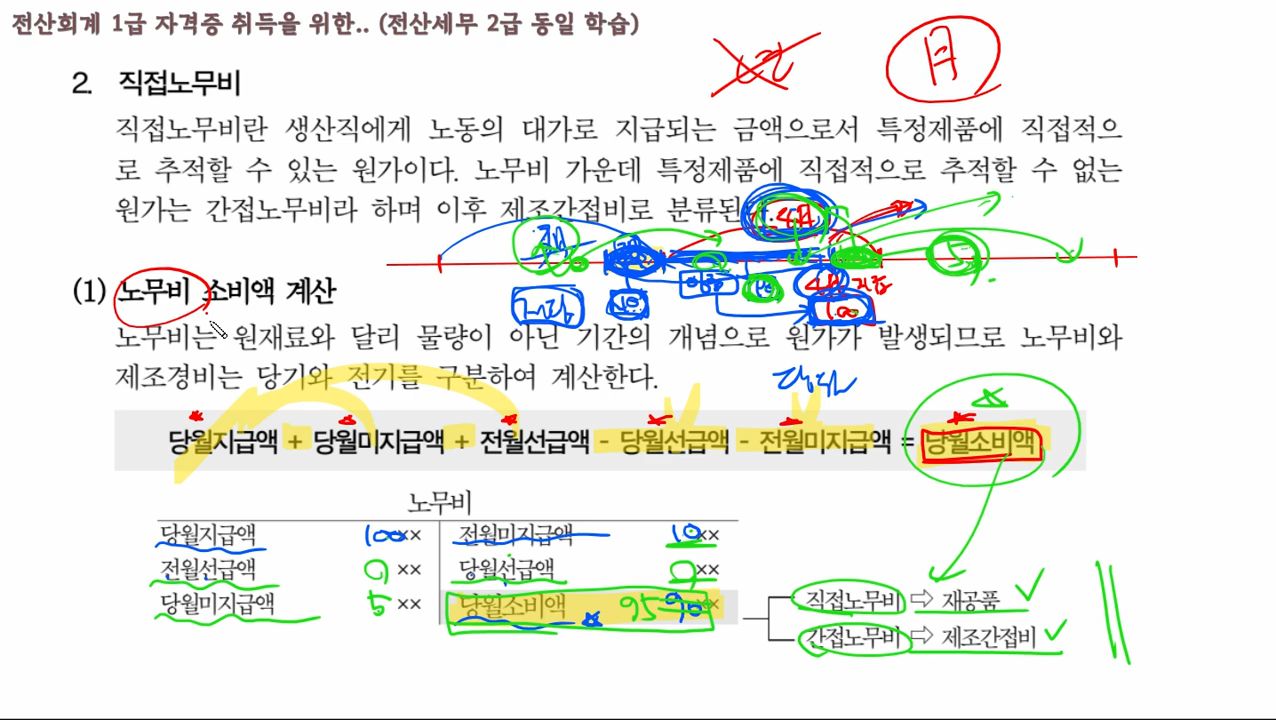 전산회계 1급 자격증 취득을 위한.. (전산세무 2급 동일 학습)
月
2. 직접노무비
직접노무비란 생산직에게 노동의 대가로 지급되는 금액으로서 특정제품에 직접적으
로 추적할 수 있는 원가이다. 노무비 가운데 특정제품에 직접적으로 추적할 수 없는
원가는 간접노무비라 하며 이후 제조간접비로 분류된
4月
5
(1) 노무비 소비액 계산
4月
10
100
노무비는 원재료와 달리 물량이 아닌 기간의 개념으로 원가가 발생되므로 노무비와
제조경비는 당기와 전기를 구분하여 계산한다.
당월지급액 + 당월미지급액 + 전월선급액 - 당월선급액 - 전월미지급액 = 당월소비액
노무비
당월지급액 100 ×× 전월미지급액 10 ××
전월선급액 0 ×× 당월선급액 0 ××
당월미지급액 5 ×× 당월소비액 95 90 ××
직접노무비 ⇨ 재공품
간접노무비 ⇨ 제조간접비